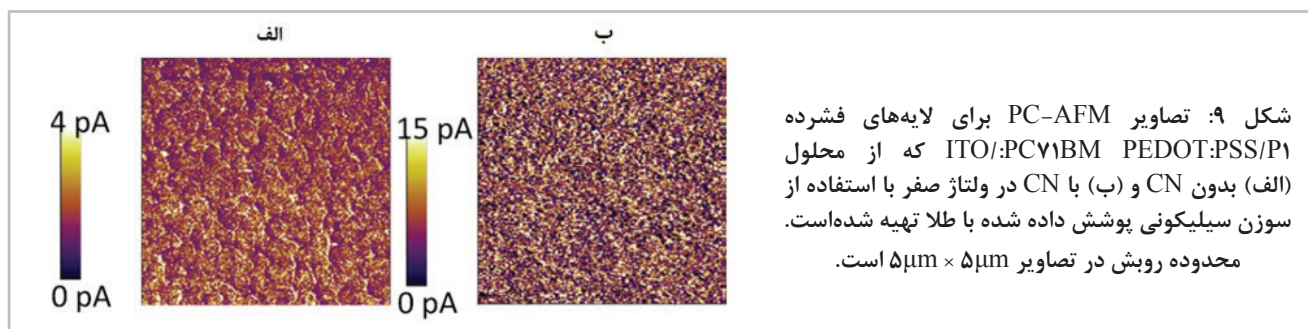 الف
ب
4 pA
0 pA
15 pA
0 pA
شکل ۹: تصاویر PC-AFM برای لایه‌های فشرده
ITO/:PC۷۱BM PEDOT:PSS/P۱ که از محلول
(الف) بدون CN و (ب) با CN در ولتاژ صفر با استفاده از
سوزن سیلیکونی پوشش داده شده با طلا تهیه شده‌است.
محدوده روبش در تصاویر ۵μm × ۵μm است.